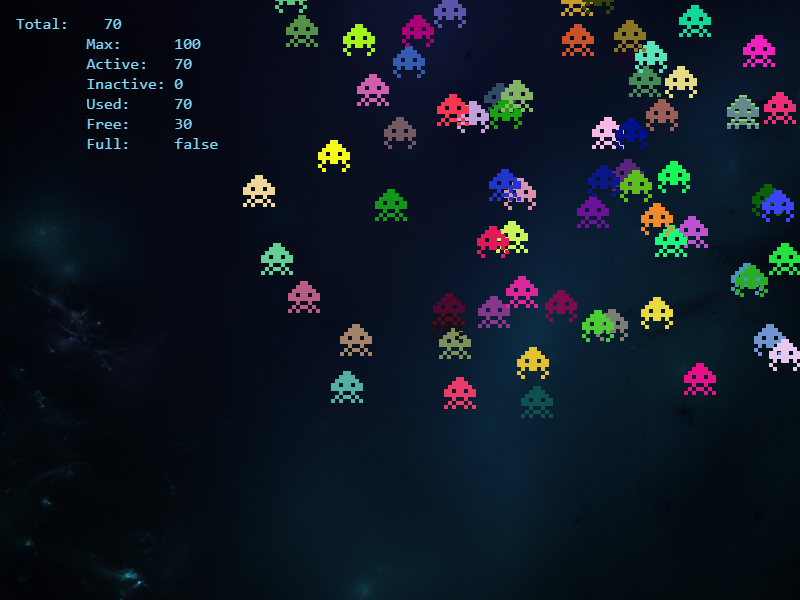 Total: 70
Max: 100
Active: 70
Inactive: 0
Used: 70
Free: 30
Full: false